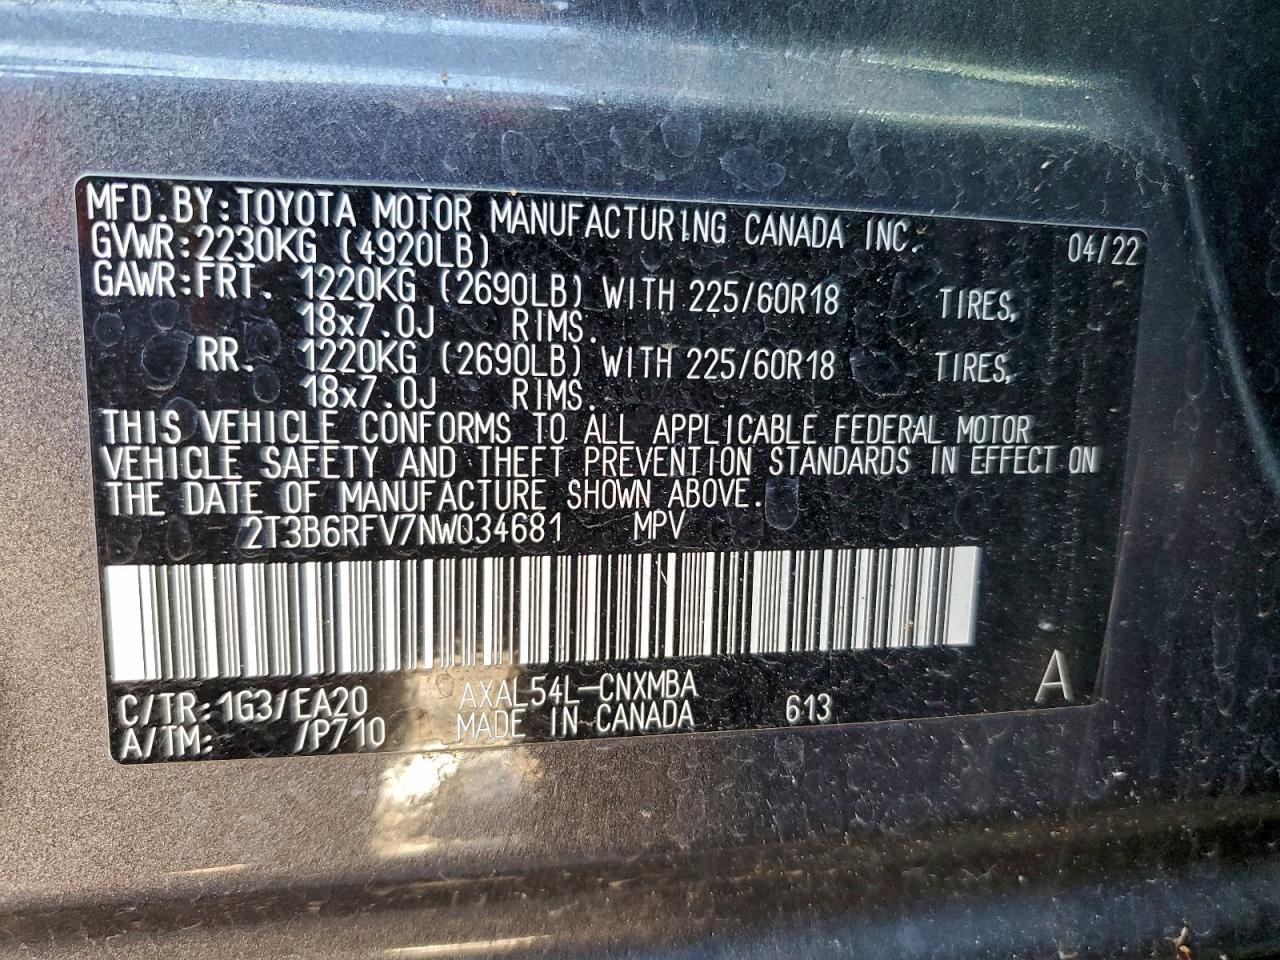 MFD.BY:TOYOTA MOTOR MANUFACTURING CANADA INC.
GVWR:2230KG (4920LB) 04/22
GAWR:FRT. 1220KG (2690LB) WITH 225/60R18 TIRES,
18x7.0J RIMS.
RR. 1220KG (2690LB) WITH 225/60R18 TIRES,
18x7.0J RIMS.
THIS VEHICLE CONFORMS TO ALL APPLICABLE FEDERAL MOTOR
VEHICLE SAFETY AND THEFT PREVENTION STANDARDS IN EFFECT ON
THE DATE OF MANUFACTURE SHOWN ABOVE.
2T3B6RFV7NW034681 MPV
C/TR:1G3/EA20 AXAL54L-CNXMBA 613 A
A/TM: /P710 MADE IN CANADA